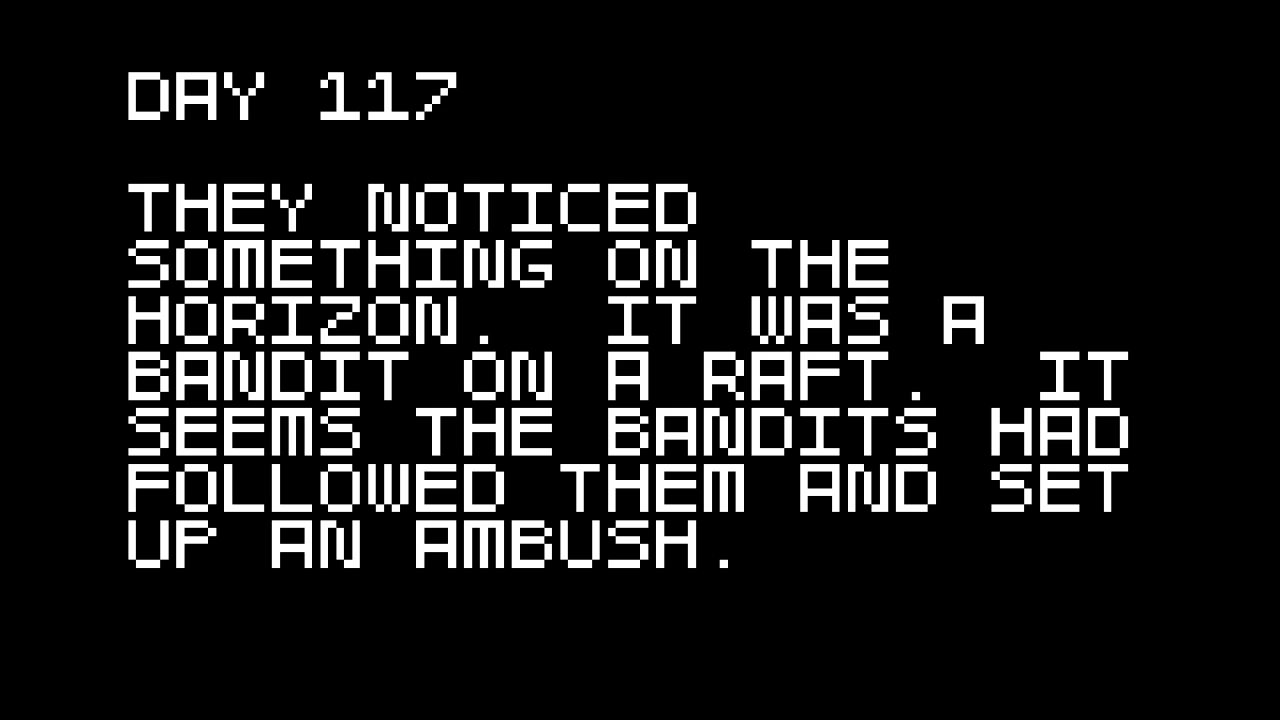 DAY 117
THEY NOTICED
SOMETHING ON THE
HORIZON.  IT WAS A
BANDIT ON A RAFT.  IT
SEEMS THE BANDITS HAD
FOLLOWED THEM AND SET
UP AN AMBUSH.